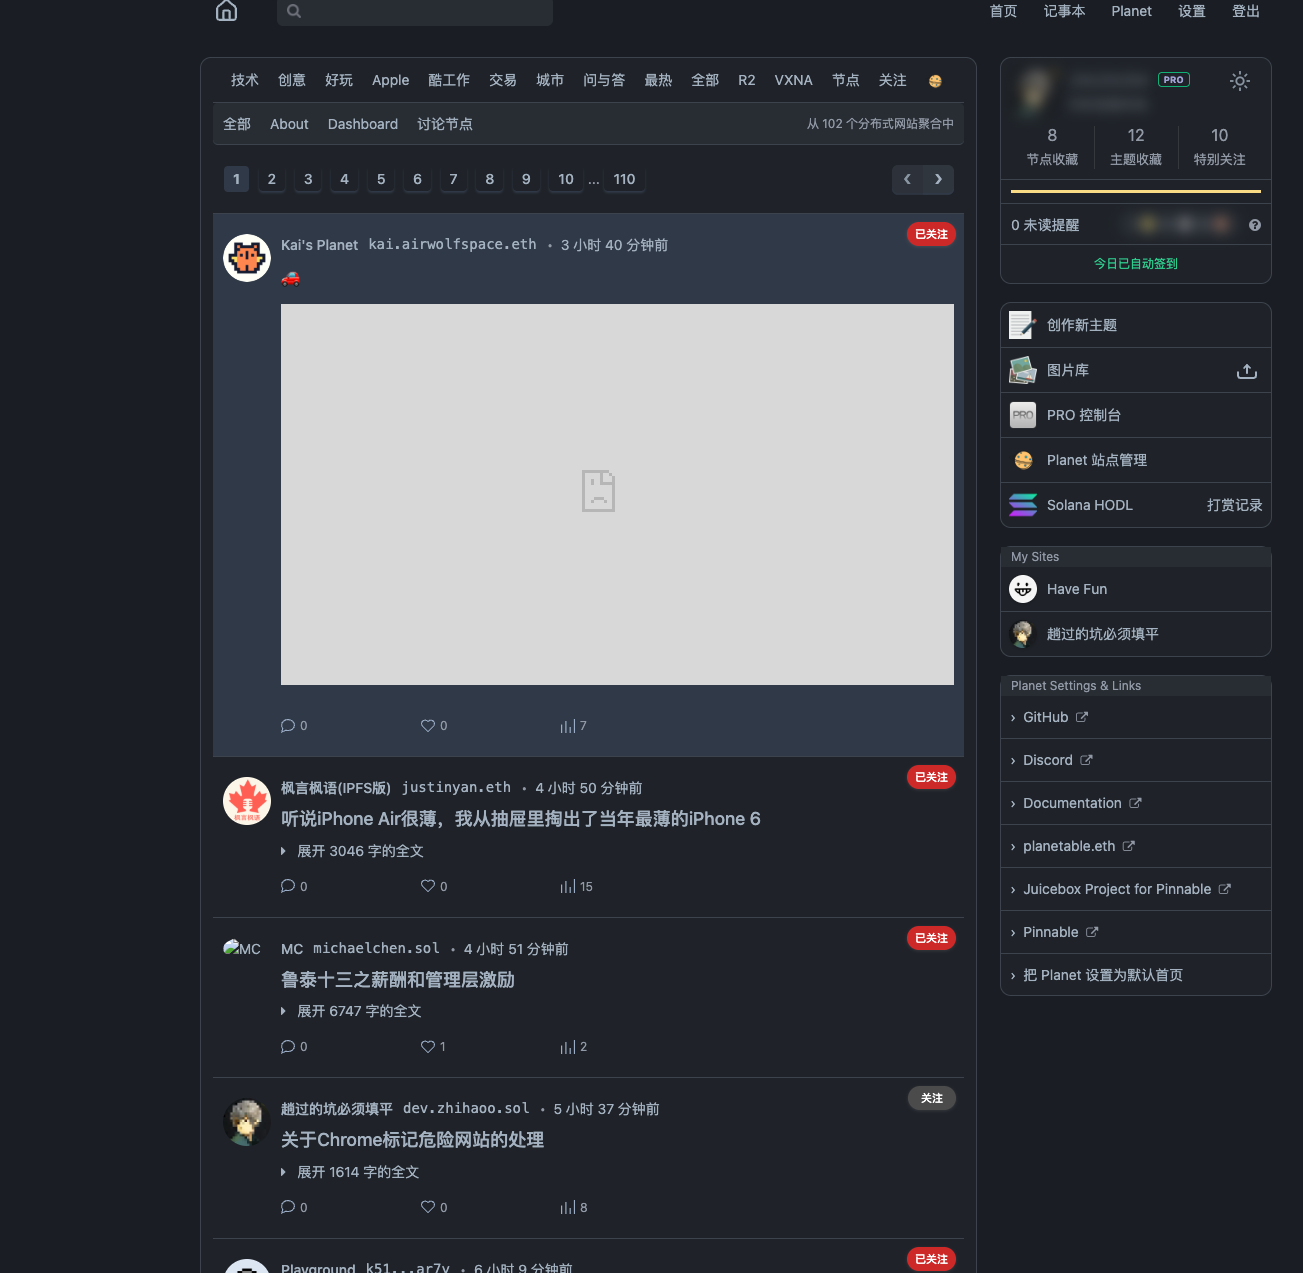 首页 记事本 Planet 设置 登出
技术 创意 好玩 Apple 酷工作 交易 城市 问与答 最热 全部 R2 VXNA 节点 关注
全部 About Dashboard 讨论节点 从 102 个分布式网站聚合中
1 2 3 4 5 6 7 8 9 10 ... 110 ‹ ›
Kai's Planet kai.airwolfspace.eth • 3 小时 40 分钟前 已关注
0 0 7
枫言枫语(IPFS版) justinyan.eth • 4 小时 50 分钟前 已关注
枫言枫语
听说iPhone Air很薄，我从抽屉里掏出了当年最薄的iPhone 6
展开 3046 字的全文
0 0 15
MC MC michaelchen.sol • 4 小时 51 分钟前 已关注
鲁泰十三之薪酬和管理层激励
展开 6747 字的全文
0 1 2
趟过的坑必须填平 dev.zhihaoo.sol • 5 小时 37 分钟前 关注
关于Chrome标记危险网站的处理
展开 1614 字的全文
0 0 8
Playground k51...ar7v • 6 小时 9 分钟前 已关注
PRO
8 12 10
节点收藏 主题收藏 特别关注
0 未读提醒
今日已自动签到
创作新主题
图片库
PRO PRO 控制台
Planet 站点管理
Solana HODL 打赏记录
My Sites
Have Fun
趟过的坑必须填平
Planet Settings & Links
› GitHub
› Discord
› Documentation
› planetable.eth
› Juicebox Project for Pinnable
› Pinnable
› 把 Planet 设置为默认首页